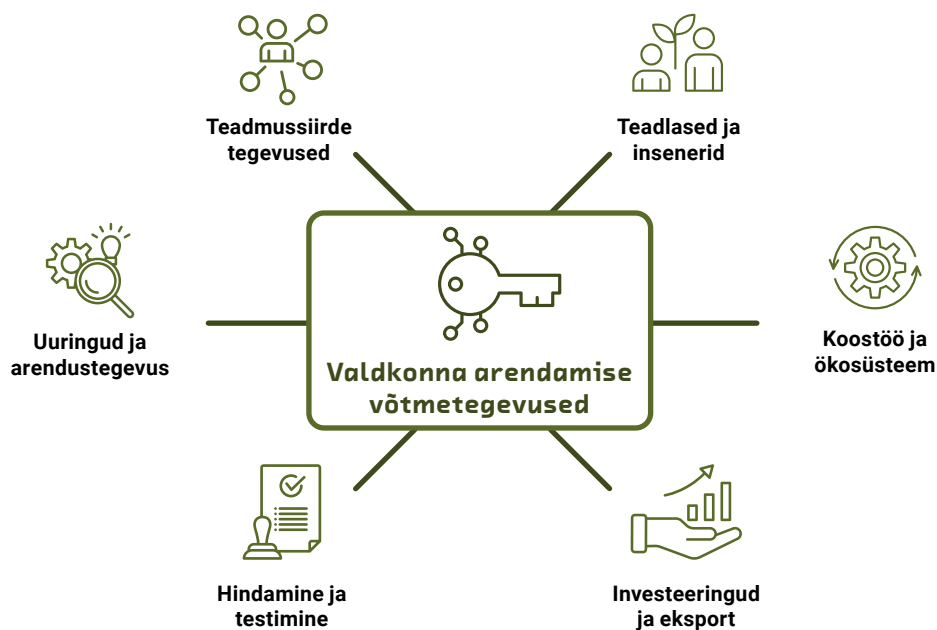 Teadmussiirde
tegevused
Teadlased ja
insenerid
Uuringud ja
arendustegevus
Valdkonna arendamise
võtmetegevused
Koostöö ja
ökosüsteem
Hindamine ja
testimine
Investeeringud
ja eksport